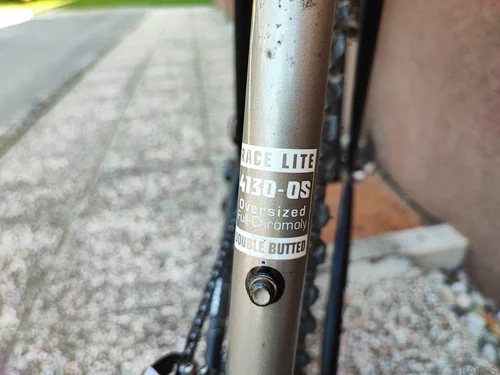 RACE LITE
4130-OS
Oversized
Full-Chromoly
DOUBLE BUTTED